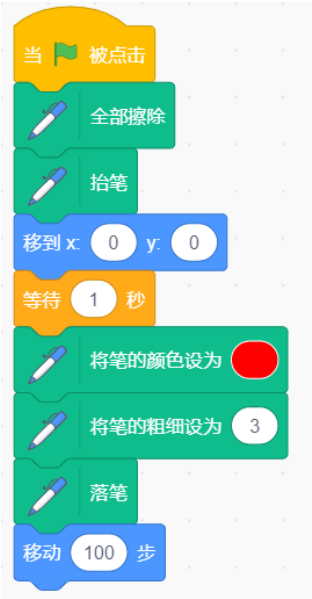 当 被点击
全部擦除
抬笔
移到 x: 0 y: 0
等待 1 秒
将笔的颜色设为
将笔的粗细设为 3
落笔
移动 100 步